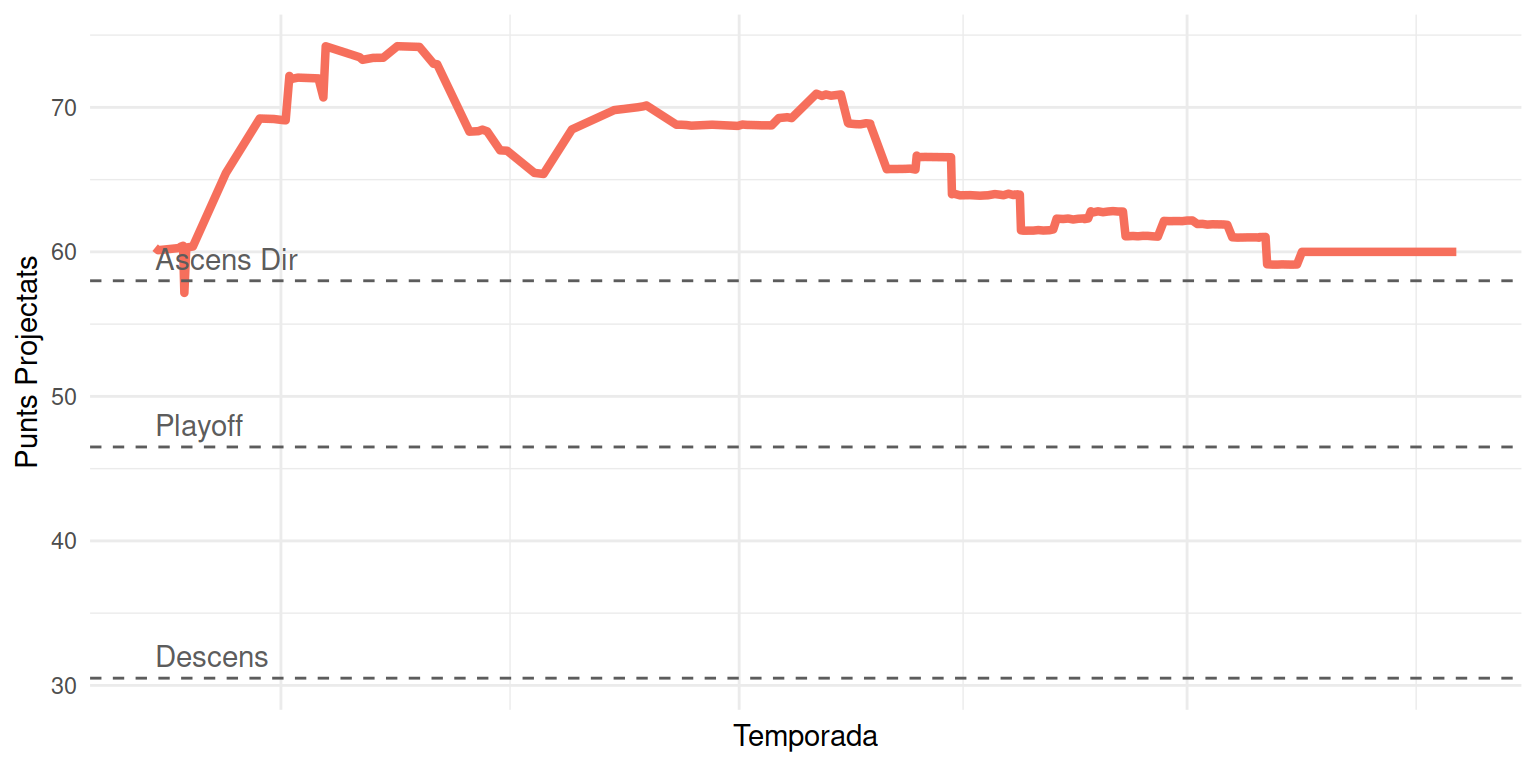 Punts Projectats
70
60
50
40
30
Ascens Dir
Playoff
Descens
Temporada